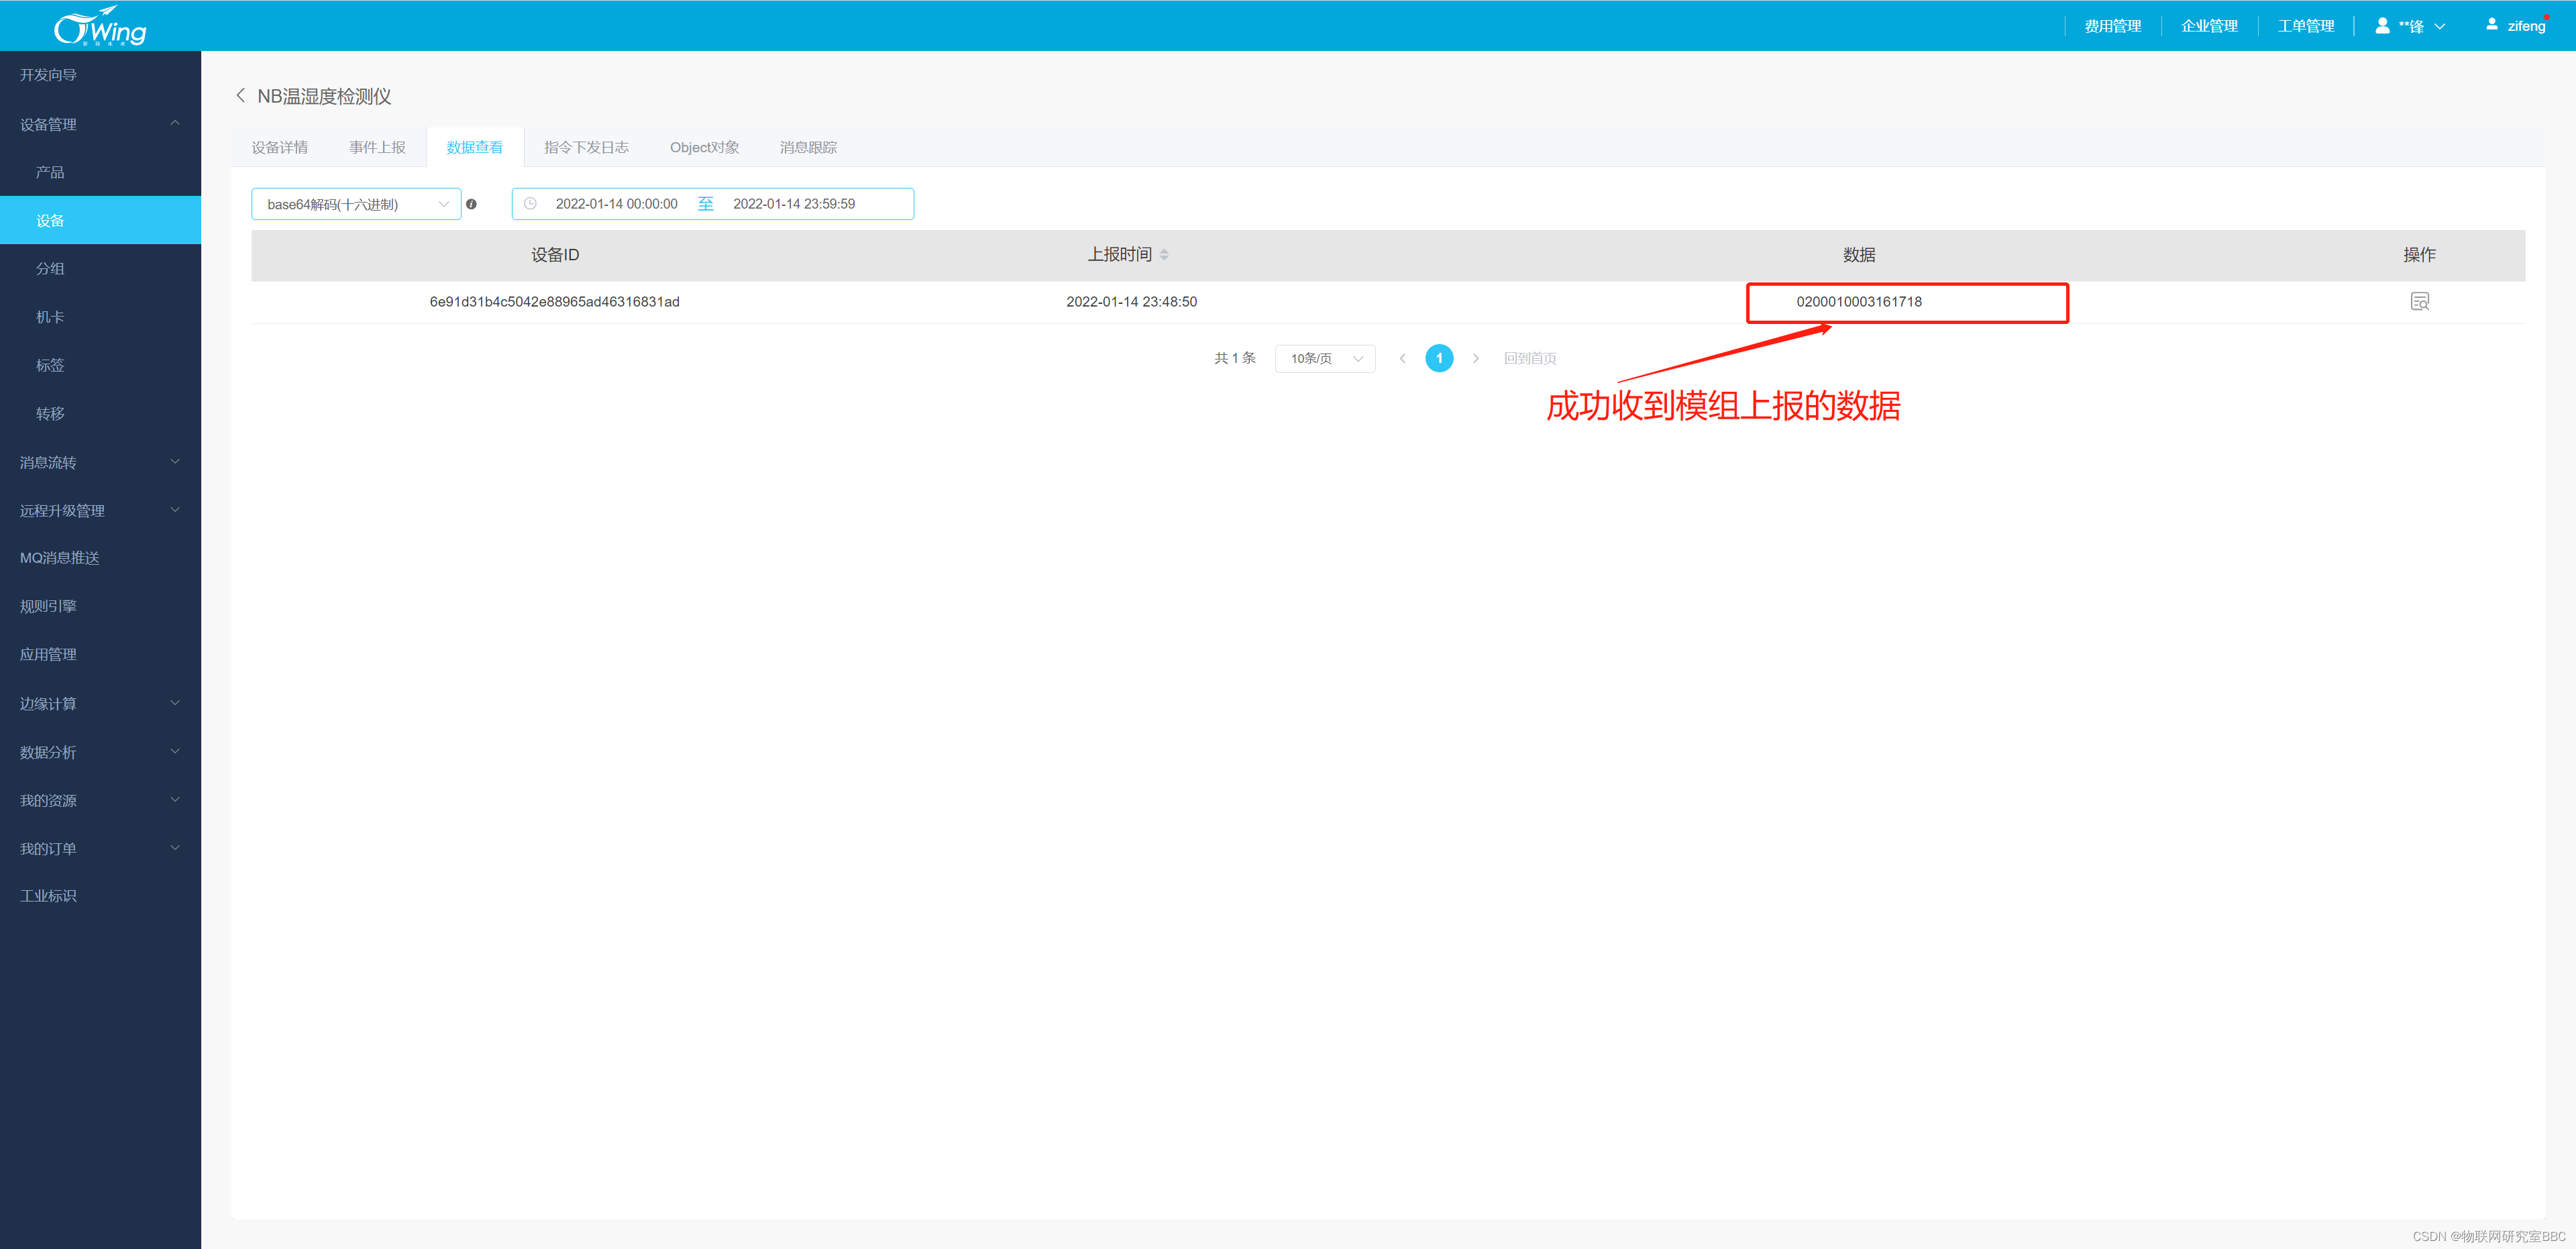 Wing
费用管理
企业管理
工单管理
**锋
zifeng
开发向导
设备管理
产品
设备
分组
机卡
标签
转移
消息流转
远程升级管理
MQ消息推送
规则引擎
应用管理
边缘计算
数据分析
我的资源
我的订单
工业标识
NB温湿度检测仪
设备详情 事件上报 数据查看 指令下发日志 Object对象 消息跟踪
base64解码(十六进制) 2022-01-14 00:00:00 至 2022-01-14 23:59:59
设备ID 上报时间 数据 操作
6e91d31b4c5042e88965ad46316831ad 2022-01-14 23:48:50 0200010003161718
共 1 条 10条/页 1 回到首页
成功收到模组上报的数据
CSDN @物联网研究室BBC